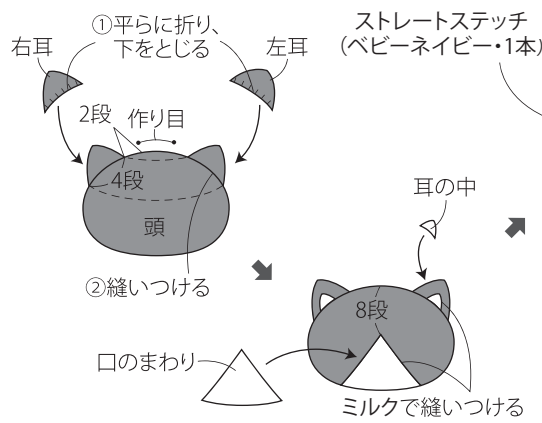 ①平らに折り、
下をとじる
右耳
左耳
2段
作り目
4段
頭
②縫いつける
ストレートステッチ
(ベビーネイビー・1本)
耳の中
8段
口のまわり
ミルクで縫いつける